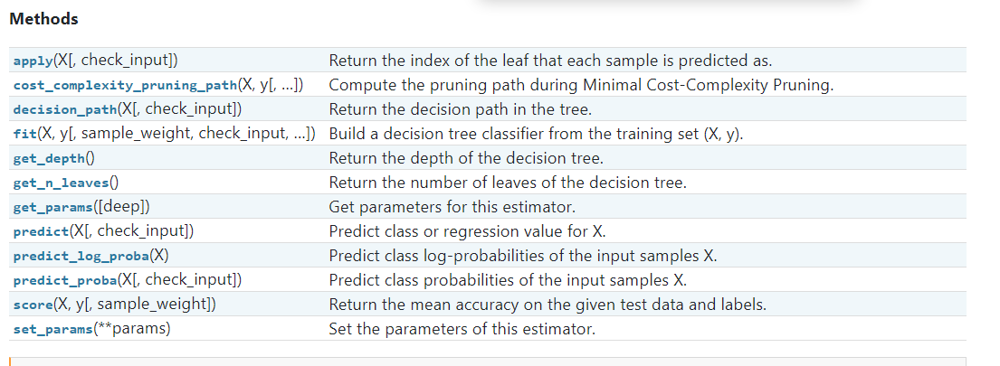 Methods
apply(X[, check_input]) Return the index of the leaf that each sample is predicted as.
cost_complexity_pruning_path(X, y[, ...]) Compute the pruning path during Minimal Cost-Complexity Pruning.
decision_path(X[, check_input]) Return the decision path in the tree.
fit(X, y[, sample_weight, check_input, ...]) Build a decision tree classifier from the training set (X, y).
get_depth() Return the depth of the decision tree.
get_n_leaves() Return the number of leaves of the decision tree.
get_params([deep]) Get parameters for this estimator.
predict(X[, check_input]) Predict class or regression value for X.
predict_log_proba(X) Predict class log-probabilities of the input samples X.
predict_proba(X[, check_input]) Predict class probabilities of the input samples X.
score(X, y[, sample_weight]) Return the mean accuracy on the given test data and labels.
set_params(**params) Set the parameters of this estimator.